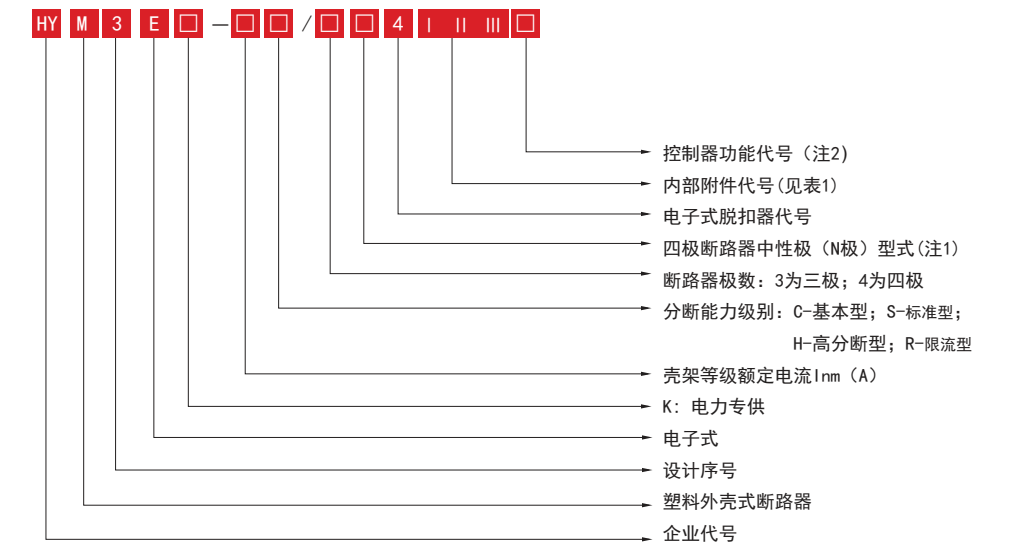 HY M 3 E □ -□ □ /□ □ 4 Ⅰ Ⅱ Ⅲ □
控制器功能代号（注2)
内部附件代号(见表1)
电子式脱扣器代号
四极断路器中性极（N极）型式(注1)
断路器极数：3为三极；4为四极
分断能力级别：C-基本型；S-标准型；
H-高分断型；R-限流型
壳架等级额定电流Inm（A）
K：电力专供
电子式
设计序号
塑料外壳式断路器
企业代号